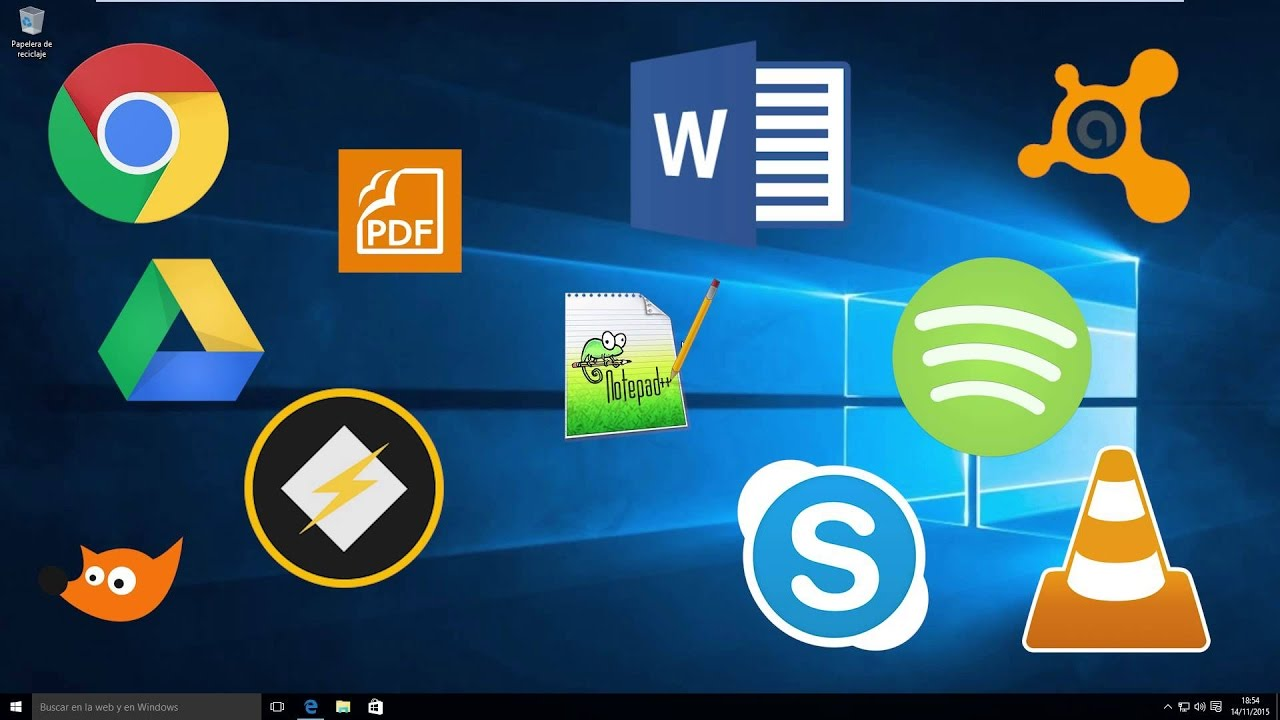 Papelera de
reciclaje
W
PDF
a
Notepad++
S
Buscar en la web y en Windows
18:54
14/11/2015